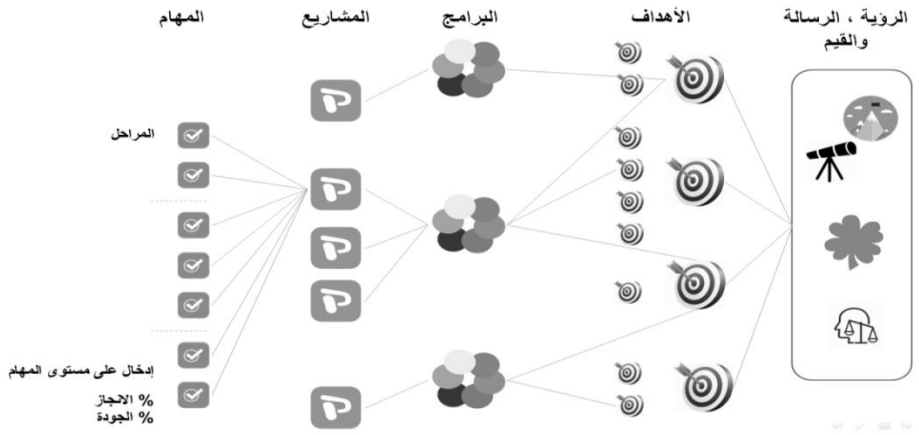 الرؤية ، الرسالة
والقيم
الأهداف
البرامج
المشاريع
المهام
المراحل
إدخال على مستوى المهام
% الانجاز
% الجودة